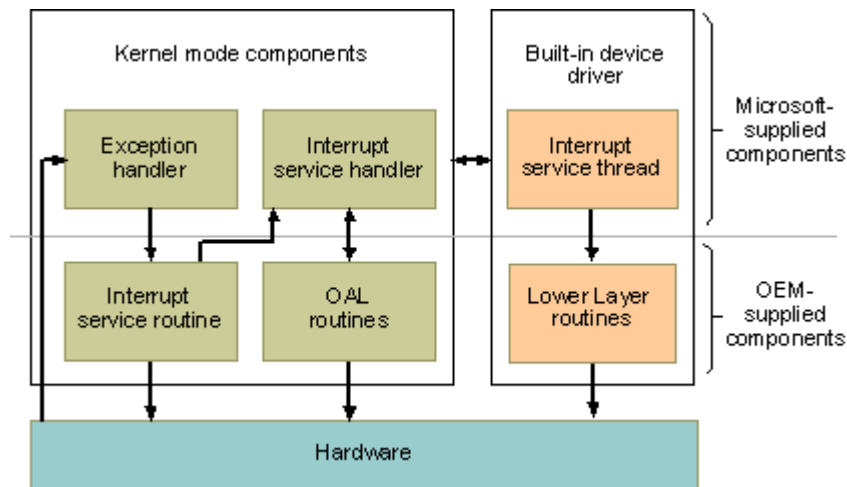 Kernel mode components
Built-in device
driver
Microsoft-
supplied
components
Exception
handler
Interrupt
service handler
Interrupt
service thread
Interrupt
service routine
OAL
routines
Lower Layer
routines
OEM-
supplied
components
Hardware